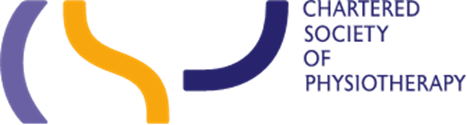 CHARTERED
SOCIETY
OF
PHYSIOTHERAPY